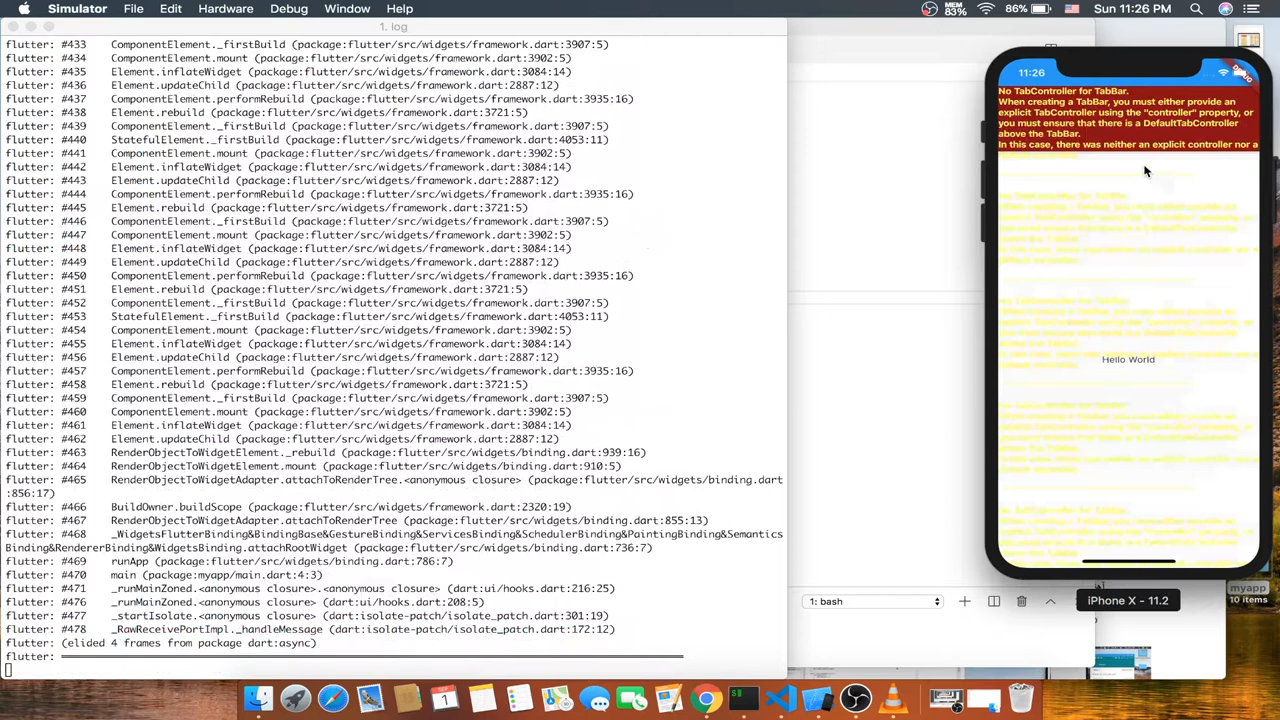 Simulator File Edit Hardware Debug Window Help
MEM 83% 86% Sun 11:26 PM
1. log
flutter: #433 ComponentElement._firstBuild (package:flutter/src/widgets/framework.dart:3907:5)
flutter: #434 ComponentElement.mount (package:flutter/src/widgets/framework.dart:3902:5)
flutter: #435 Element.inflateWidget (package:flutter/src/widgets/framework.dart:3084:14)
flutter: #436 Element.updateChild (package:flutter/src/widgets/framework.dart:2887:12)
flutter: #437 ComponentElement.performRebuild (package:flutter/src/widgets/framework.dart:3935:16)
flutter: #438 Element.rebuild (package:flutter/src/widgets/framework.dart:3721:5)
flutter: #439 ComponentElement._firstBuild (package:flutter/src/widgets/framework.dart:3907:5)
flutter: #440 StatefulElement._firstBuild (package:flutter/src/widgets/framework.dart:4053:11)
flutter: #441 ComponentElement.mount (package:flutter/src/widgets/framework.dart:3902:5)
flutter: #442 Element.inflateWidget (package:flutter/src/widgets/framework.dart:3084:14)
flutter: #443 Element.updateChild (package:flutter/src/widgets/framework.dart:2887:12)
flutter: #444 ComponentElement.performRebuild (package:flutter/src/widgets/framework.dart:3935:16)
flutter: #445 Element.rebuild (package:flutter/src/widgets/framework.dart:3721:5)
flutter: #446 ComponentElement._firstBuild (package:flutter/src/widgets/framework.dart:3907:5)
flutter: #447 ComponentElement.mount (package:flutter/src/widgets/framework.dart:3902:5)
flutter: #448 Element.inflateWidget (package:flutter/src/widgets/framework.dart:3084:14)
flutter: #449 Element.updateChild (package:flutter/src/widgets/framework.dart:2887:12)
flutter: #450 ComponentElement.performRebuild (package:flutter/src/widgets/framework.dart:3935:16)
flutter: #451 Element.rebuild (package:flutter/src/widgets/framework.dart:3721:5)
flutter: #452 ComponentElement._firstBuild (package:flutter/src/widgets/framework.dart:3907:5)
flutter: #453 StatefulElement._firstBuild (package:flutter/src/widgets/framework.dart:4053:11)
flutter: #454 ComponentElement.mount (package:flutter/src/widgets/framework.dart:3902:5)
flutter: #455 Element.inflateWidget (package:flutter/src/widgets/framework.dart:3084:14)
flutter: #456 Element.updateChild (package:flutter/src/widgets/framework.dart:2887:12)
flutter: #457 ComponentElement.performRebuild (package:flutter/src/widgets/framework.dart:3935:16)
flutter: #458 Element.rebuild (package:flutter/src/widgets/framework.dart:3721:5)
flutter: #459 ComponentElement._firstBuild (package:flutter/src/widgets/framework.dart:3907:5)
flutter: #460 ComponentElement.mount (package:flutter/src/widgets/framework.dart:3902:5)
flutter: #461 Element.inflateWidget (package:flutter/src/widgets/framework.dart:3084:14)
flutter: #462 Element.updateChild (package:flutter/src/widgets/framework.dart:2887:12)
flutter: #463 RenderObjectToWidgetElement._rebuild (package:flutter/src/widgets/binding.dart:939:16)
flutter: #464 RenderObjectToWidgetElement.mount (package:flutter/src/widgets/binding.dart:910:5)
flutter: #465 RenderObjectToWidgetAdapter.attachToRenderTree.<anonymous closure> (package:flutter/src/widgets/binding.dart
:856:17)
flutter: #466 BuildOwner.buildScope (package:flutter/src/widgets/framework.dart:2320:19)
flutter: #467 RenderObjectToWidgetAdapter.attachToRenderTree (package:flutter/src/widgets/binding.dart:855:13)
flutter: #468 _WidgetsFlutterBinding&BindingBase&GestureBinding&ServicesBinding&SchedulerBinding&PaintingBinding&Semantics
Binding&RendererBinding&WidgetsBinding.attachRootWidget (package:flutter/src/widgets/binding.dart:736:7)
flutter: #469 runApp (package:flutter/src/widgets/binding.dart:786:7)
flutter: #470 main (package:myapp/main.dart:4:3)
flutter: #471 _runMainZoned.<anonymous closure>.<anonymous closure> (dart:ui/hooks.dart:216:25)
flutter: #476 _runMainZoned.<anonymous closure> (dart:ui/hooks.dart:208:5)
flutter: #477 _startIsolate.<anonymous closure> (dart:isolate-patch/isolate_patch.dart:301:19)
flutter: #478 _RawReceivePortImpl._handleMessage (dart:isolate-patch/isolate_patch.dart:172:12)
flutter: (elided 4 frames from package dart:async)
flutter:
11:26
DEBUG
No TabController for TabBar.
When creating a TabBar, you must either provide an
explicit TabController using the "controller" property, or
you must ensure that there is a DefaultTabController
above the TabBar.
In this case, there was neither an explicit controller nor a
Hello World
iPhone X - 11.2
1: bash
myapp
10 items